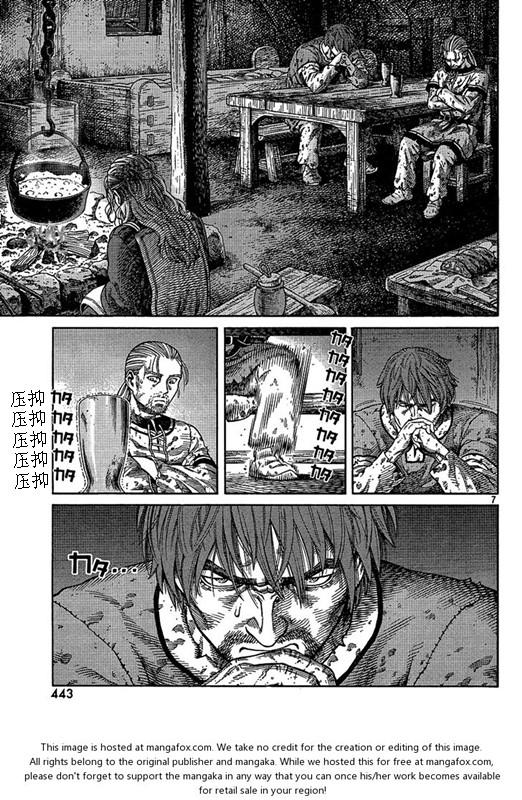 カタ
カタ
カタ
カタ
カタ
カタ
カタ
カタ
カタ
カタ
カタ
压抑
压抑
压抑
压抑
压抑
7
カタ…
443
This image is hosted at mangafox.com. We take no credit for the creation or editing of this image.
All rights belong to the original publisher and mangaka. While we hosted this for free at mangafox.com,
please don't forget to support the mangaka in any way that you can once his/her work becomes available
for retail sale in your region!